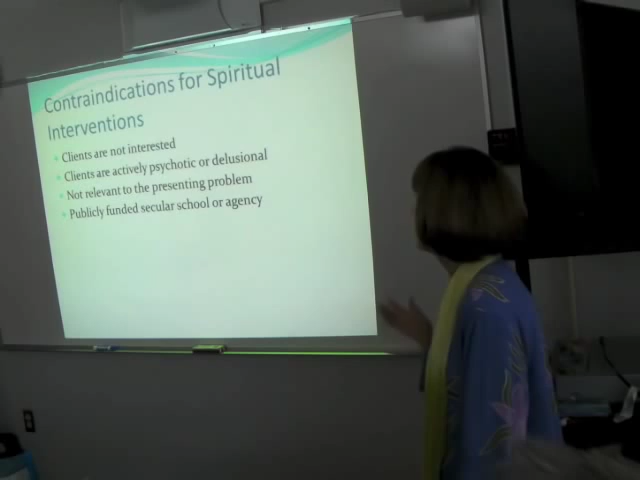 Contraindications for Spiritual
Interventions
Clients are not interested
Clients are actively psychotic or delusional
Not relevant to the presenting problem
Publicly funded secular school or agency